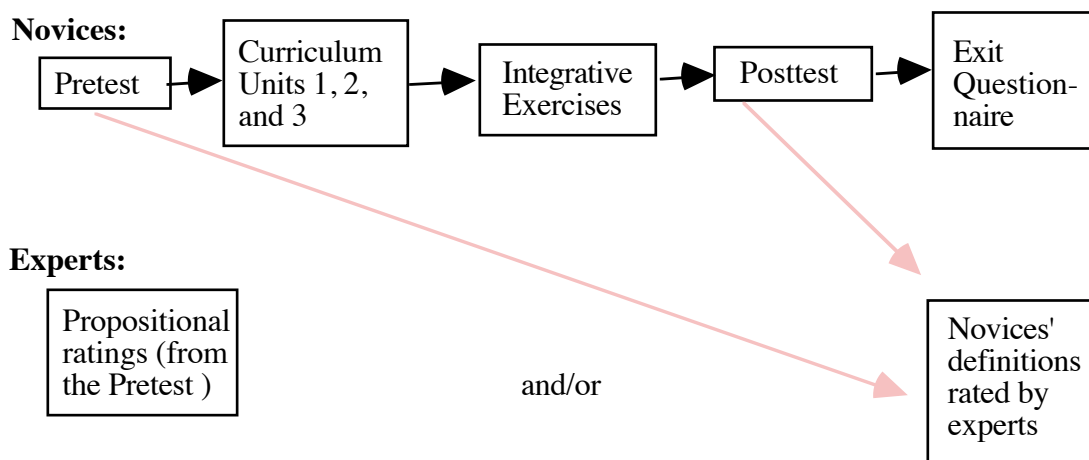 Novices:
Pretest
Curriculum
Units 1, 2,
and 3
Integrative
Exercises
Posttest
Exit
Question-
naire
Experts:
Propositional
ratings (from
the Pretest )
and/or
Novices'
definitions
rated by
experts